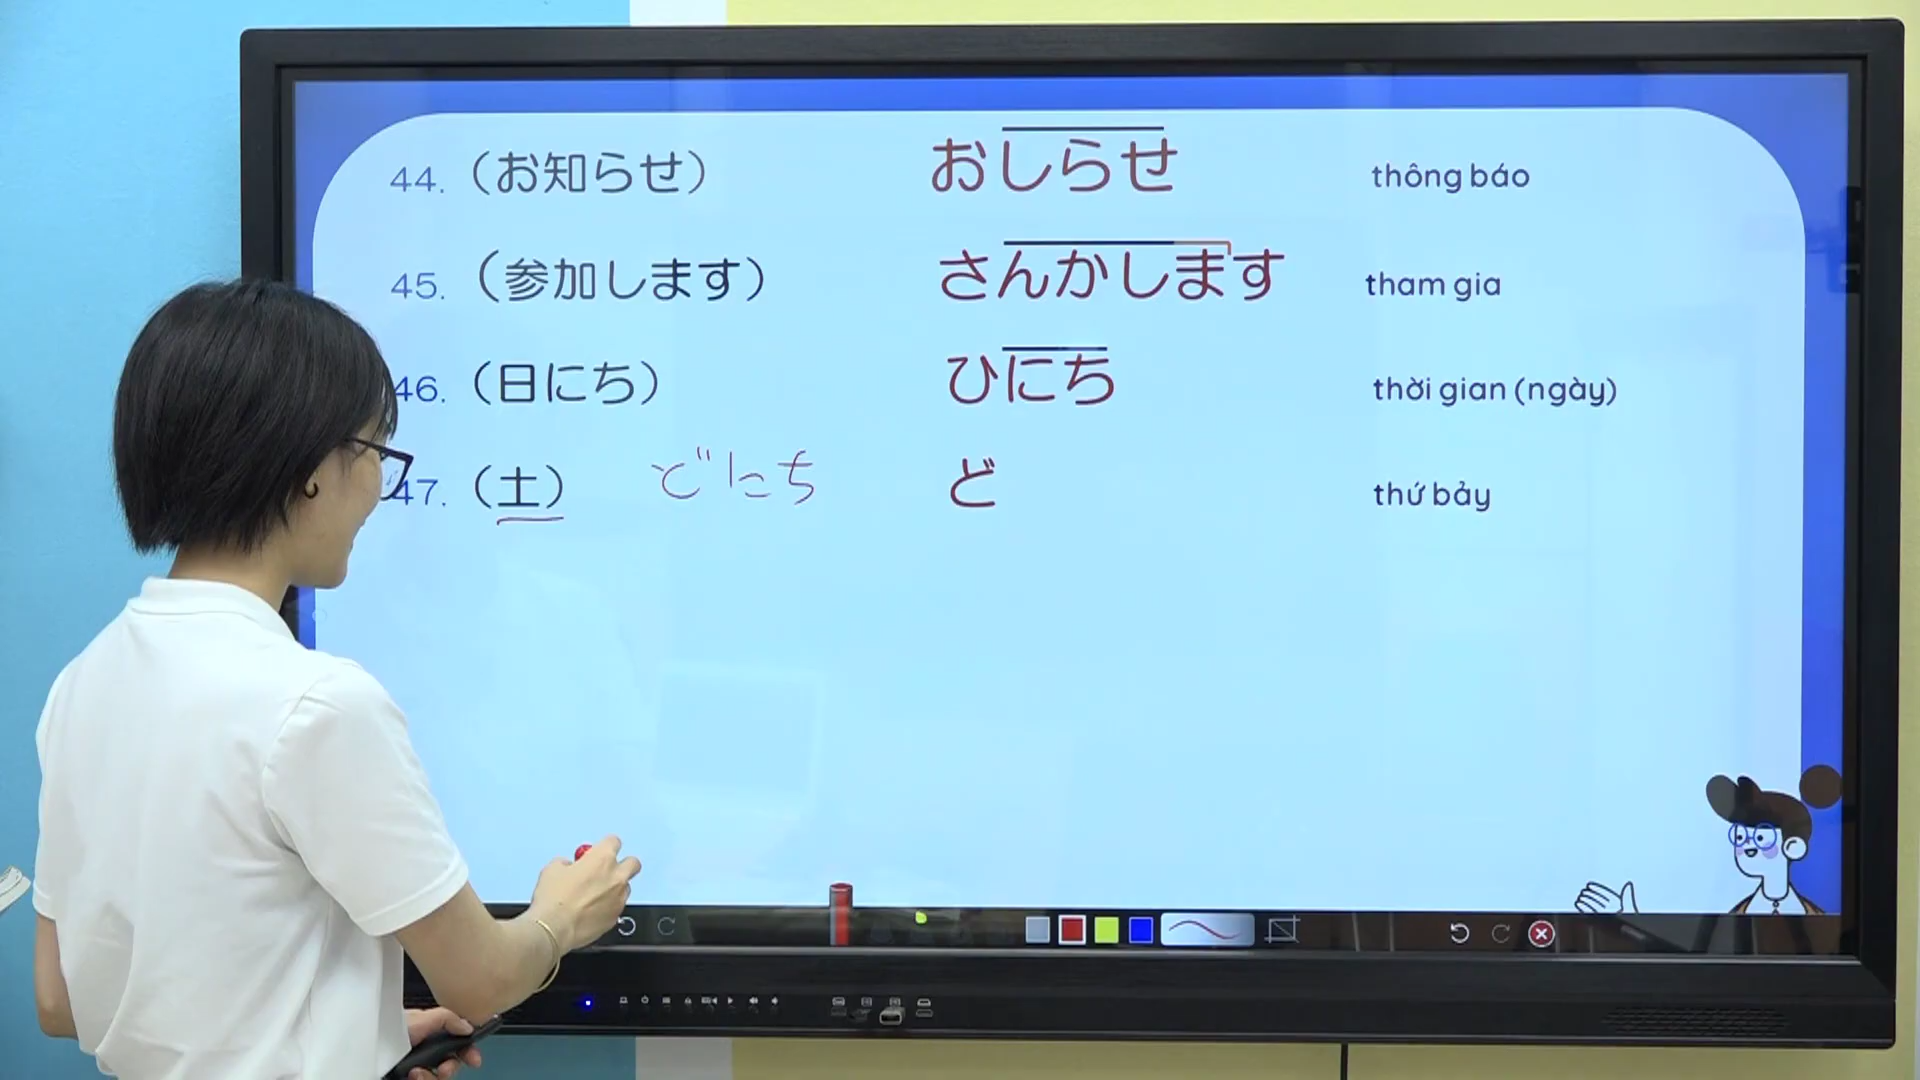 44. （お知らせ） おしらせ thông báo
45. （参加します） さんかします tham gia
46. （日にち） ひにち thời gian (ngày)
47. （土） どにち ど thứ bảy